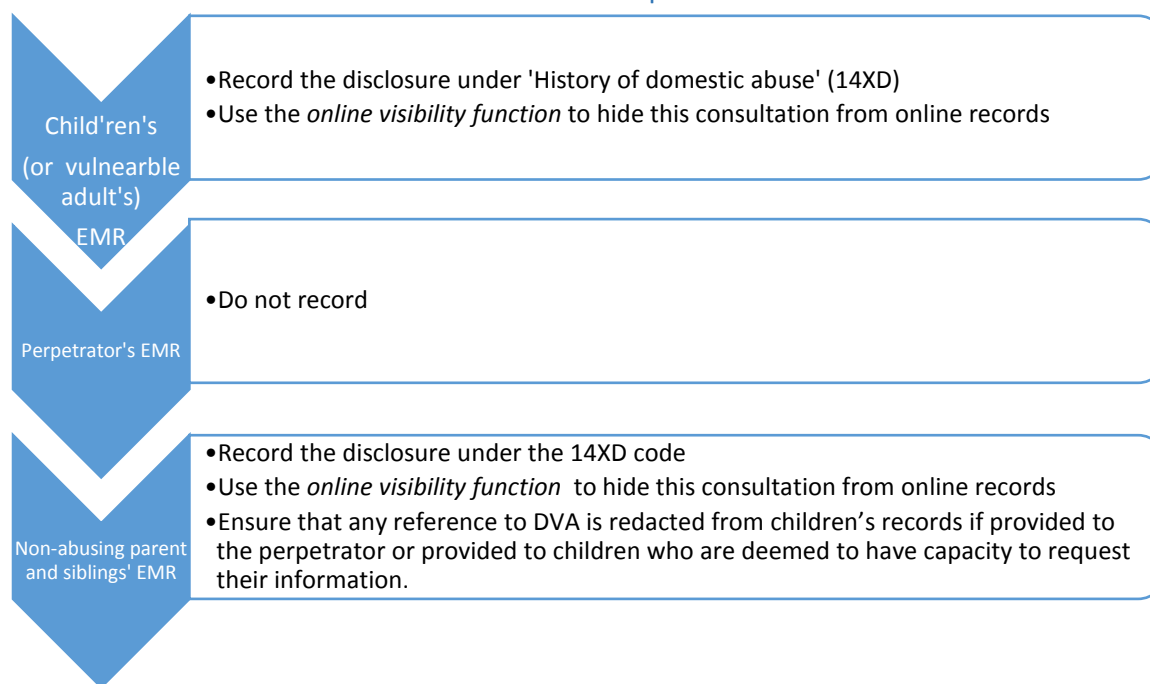 Child'ren's
(or vulnearble
adult's)
EMR
•Record the disclosure under 'History of domestic abuse' (14XD)
•Use the online visibility function to hide this consultation from online records
Perpetrator's EMR
•Do not record
Non-abusing parent
and siblings' EMR
•Record the disclosure under the 14XD code
•Use the online visibility function to hide this consultation from online records
•Ensure that any reference to DVA is redacted from children’s records if provided to
the perpetrator or provided to children who are deemed to have capacity to request
their information.